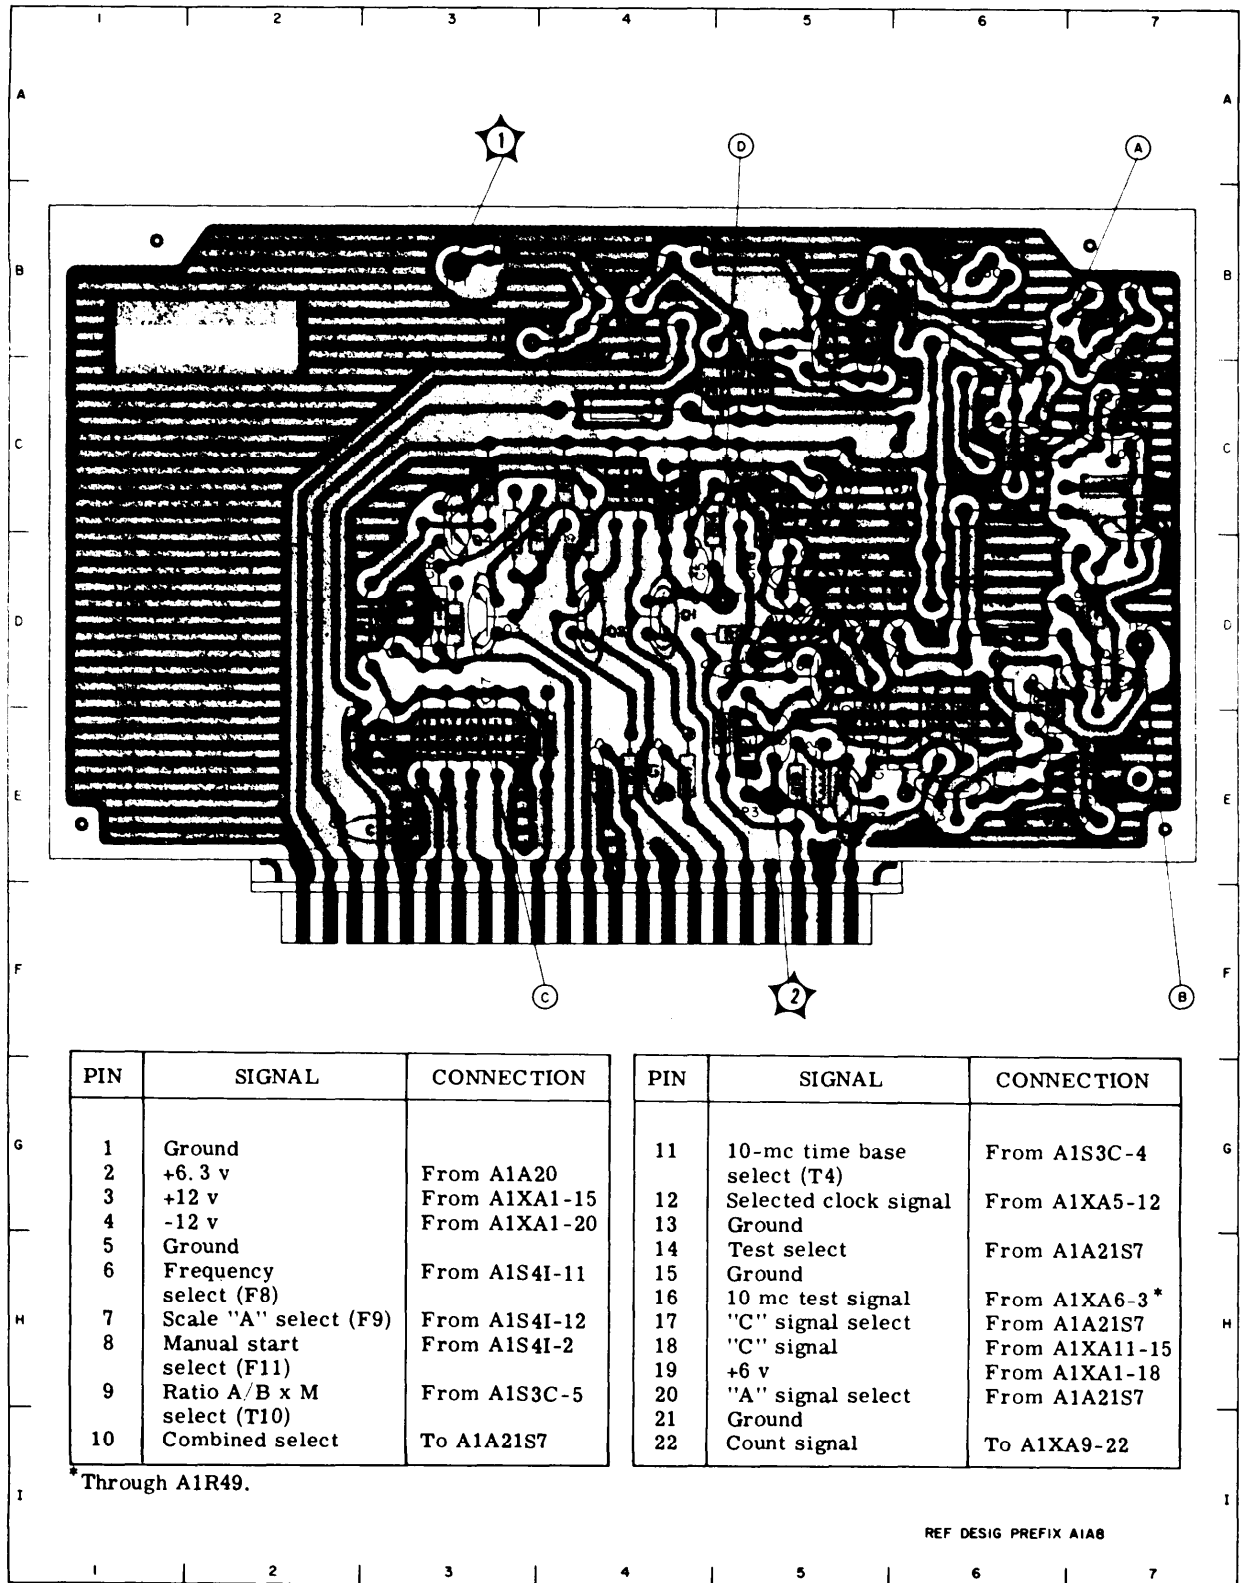 1 2 3 4 5 6 7
A A
1 D A
B B
C C
D D
E E
F F
C 2 B
PIN SIGNAL CONNECTION
1 Ground
2 +6.3 v From A1A20
3 +12 v From A1XA1-15
4 -12 v From A1XA1-20
5 Ground
6 Frequency From A1S4I-11
select (F8)
7 Scale "A" select (F9) From A1S4I-12
8 Manual start From A1S4I-2
select (F11)
9 Ratio A/B x M From A1S3C-5
select (T10)
10 Combined select To A1A21S7
PIN SIGNAL CONNECTION
11 10-mc time base From A1S3C-4
select (T4)
12 Selected clock signal From A1XA5-12
13 Ground
14 Test select From A1A21S7
15 Ground
16 10 mc test signal From A1XA6-3*
17 "C" signal select From A1A21S7
18 "C" signal From A1XA11-15
19 +6 v From A1XA1-18
20 "A" signal select From A1A21S7
21 Ground
22 Count signal To A1XA9-22
G G
H H
I I
*Through A1R49.
REF DESIG PREFIX A1A8
1 2 3 4 5 6 7